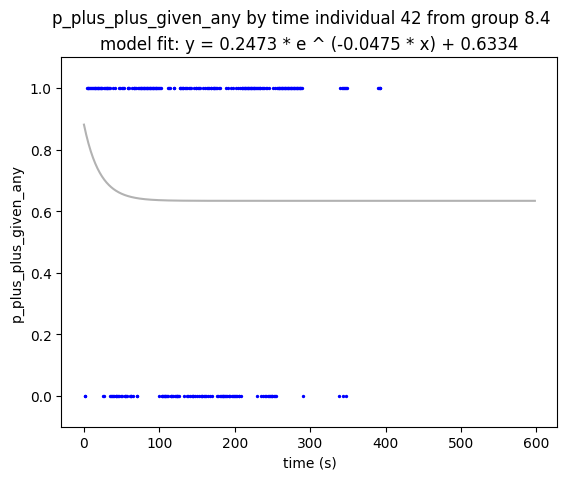 p_plus_plus_given_any by time individual 42 from group 8.4
model fit: y = 0.2473 * e ^ (-0.0475 * x) + 0.6334
1.0
0.8
0.6
0.4
0.2
0.0
p_plus_plus_given_any
0 100 200 300 400 500 600
time (s)